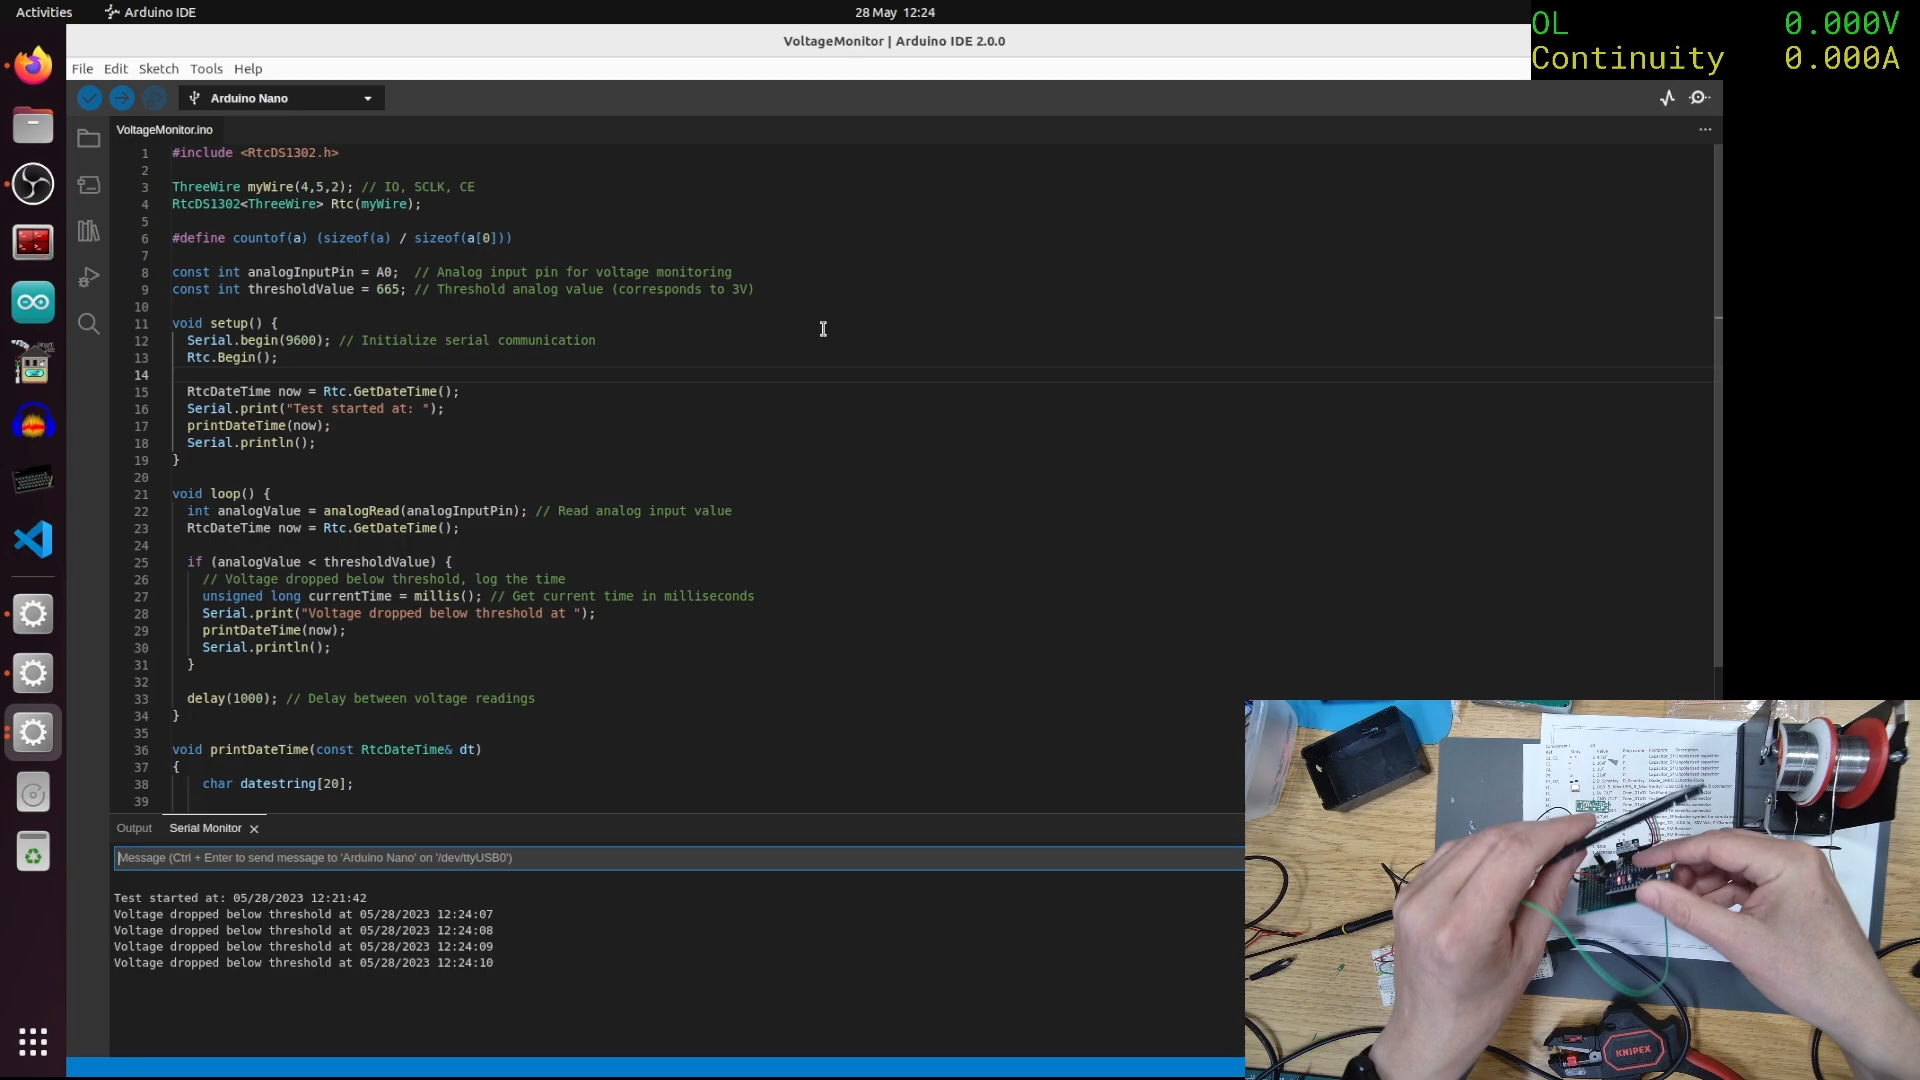 Activities
Arduino IDE
28 May 12:24
OL 0.000V
Continuity 0.000A
VoltageMonitor | Arduino IDE 2.0.0
File Edit Sketch Tools Help
Arduino Nano
VoltageMonitor.ino
1 #include <RtcDS1302.h>
2
3 ThreeWire myWire(4,5,2); // IO, SCLK, CE
4 RtcDS1302<ThreeWire> Rtc(myWire);
5
6 #define countof(a) (sizeof(a) / sizeof(a[0]))
7
8 const int analogInputPin = A0;  // Analog input pin for voltage monitoring
9 const int thresholdValue = 665; // Threshold analog value (corresponds to 3V)
10
11 void setup() {
12   Serial.begin(9600); // Initialize serial communication
13   Rtc.Begin();
14
15   RtcDateTime now = Rtc.GetDateTime();
16   Serial.print("Test started at: ");
17   printDateTime(now);
18   Serial.println();
19 }
20
21 void loop() {
22   int analogValue = analogRead(analogInputPin); // Read analog input value
23   RtcDateTime now = Rtc.GetDateTime();
24
25   if (analogValue < thresholdValue) {
26     // Voltage dropped below threshold, log the time
27     unsigned long currentTime = millis(); // Get current time in milliseconds
28     Serial.print("Voltage dropped below threshold at ");
29     printDateTime(now);
30     Serial.println();
31   }
32
33   delay(1000); // Delay between voltage readings
34 }
35
36 void printDateTime(const RtcDateTime& dt)
37 {
38     char datestring[20];
39
Output Serial Monitor
Message (Ctrl + Enter to send message to 'Arduino Nano' on '/dev/ttyUSB0')
Test started at: 05/28/2023 12:21:42
Voltage dropped below threshold at 05/28/2023 12:24:07
Voltage dropped below threshold at 05/28/2023 12:24:08
Voltage dropped below threshold at 05/28/2023 12:24:09
Voltage dropped below threshold at 05/28/2023 12:24:10
KNIPEX